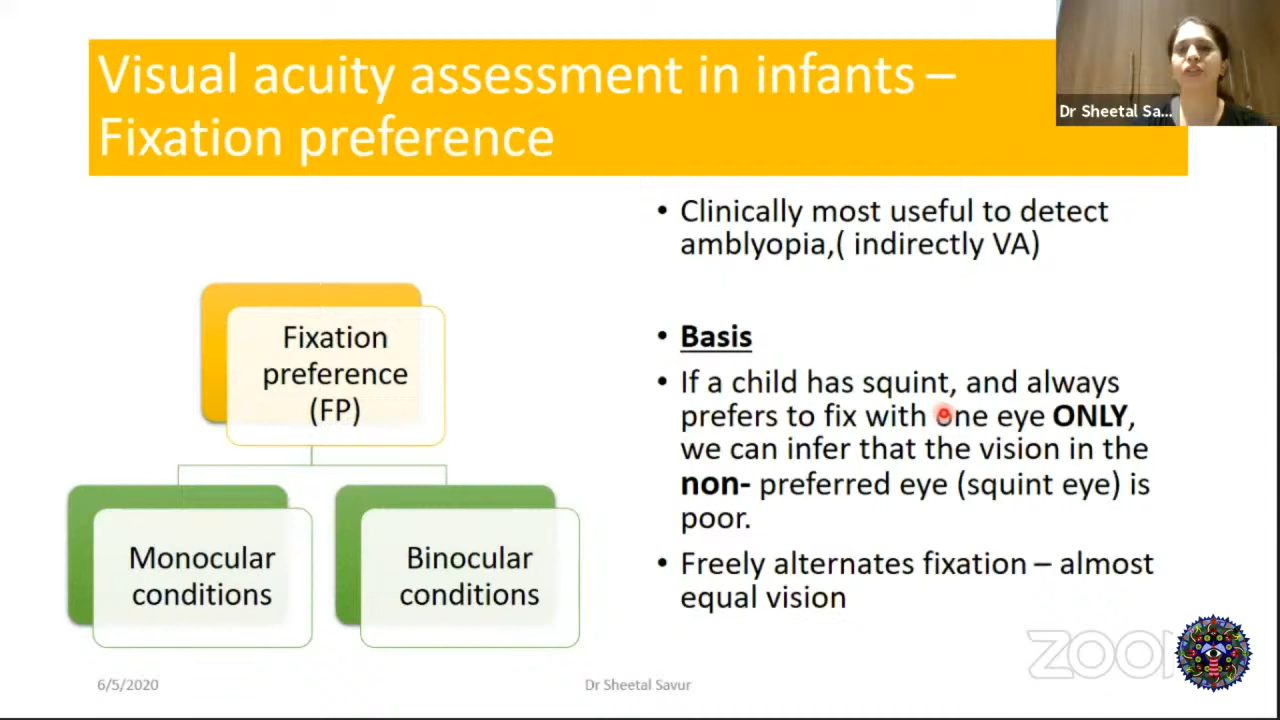 Visual acuity assessment in infants –
Fixation preference
Dr Sheetal Sa...
• Clinically most useful to detect
amblyopia,( indirectly VA)
• Basis
• If a child has squint, and always
prefers to fix with one eye ONLY,
we can infer that the vision in the
non- preferred eye (squint eye) is
poor.
• Freely alternates fixation – almost
equal vision
Fixation
preference
(FP)
Monocular
conditions
Binocular
conditions
6/5/2020
Dr Sheetal Savur